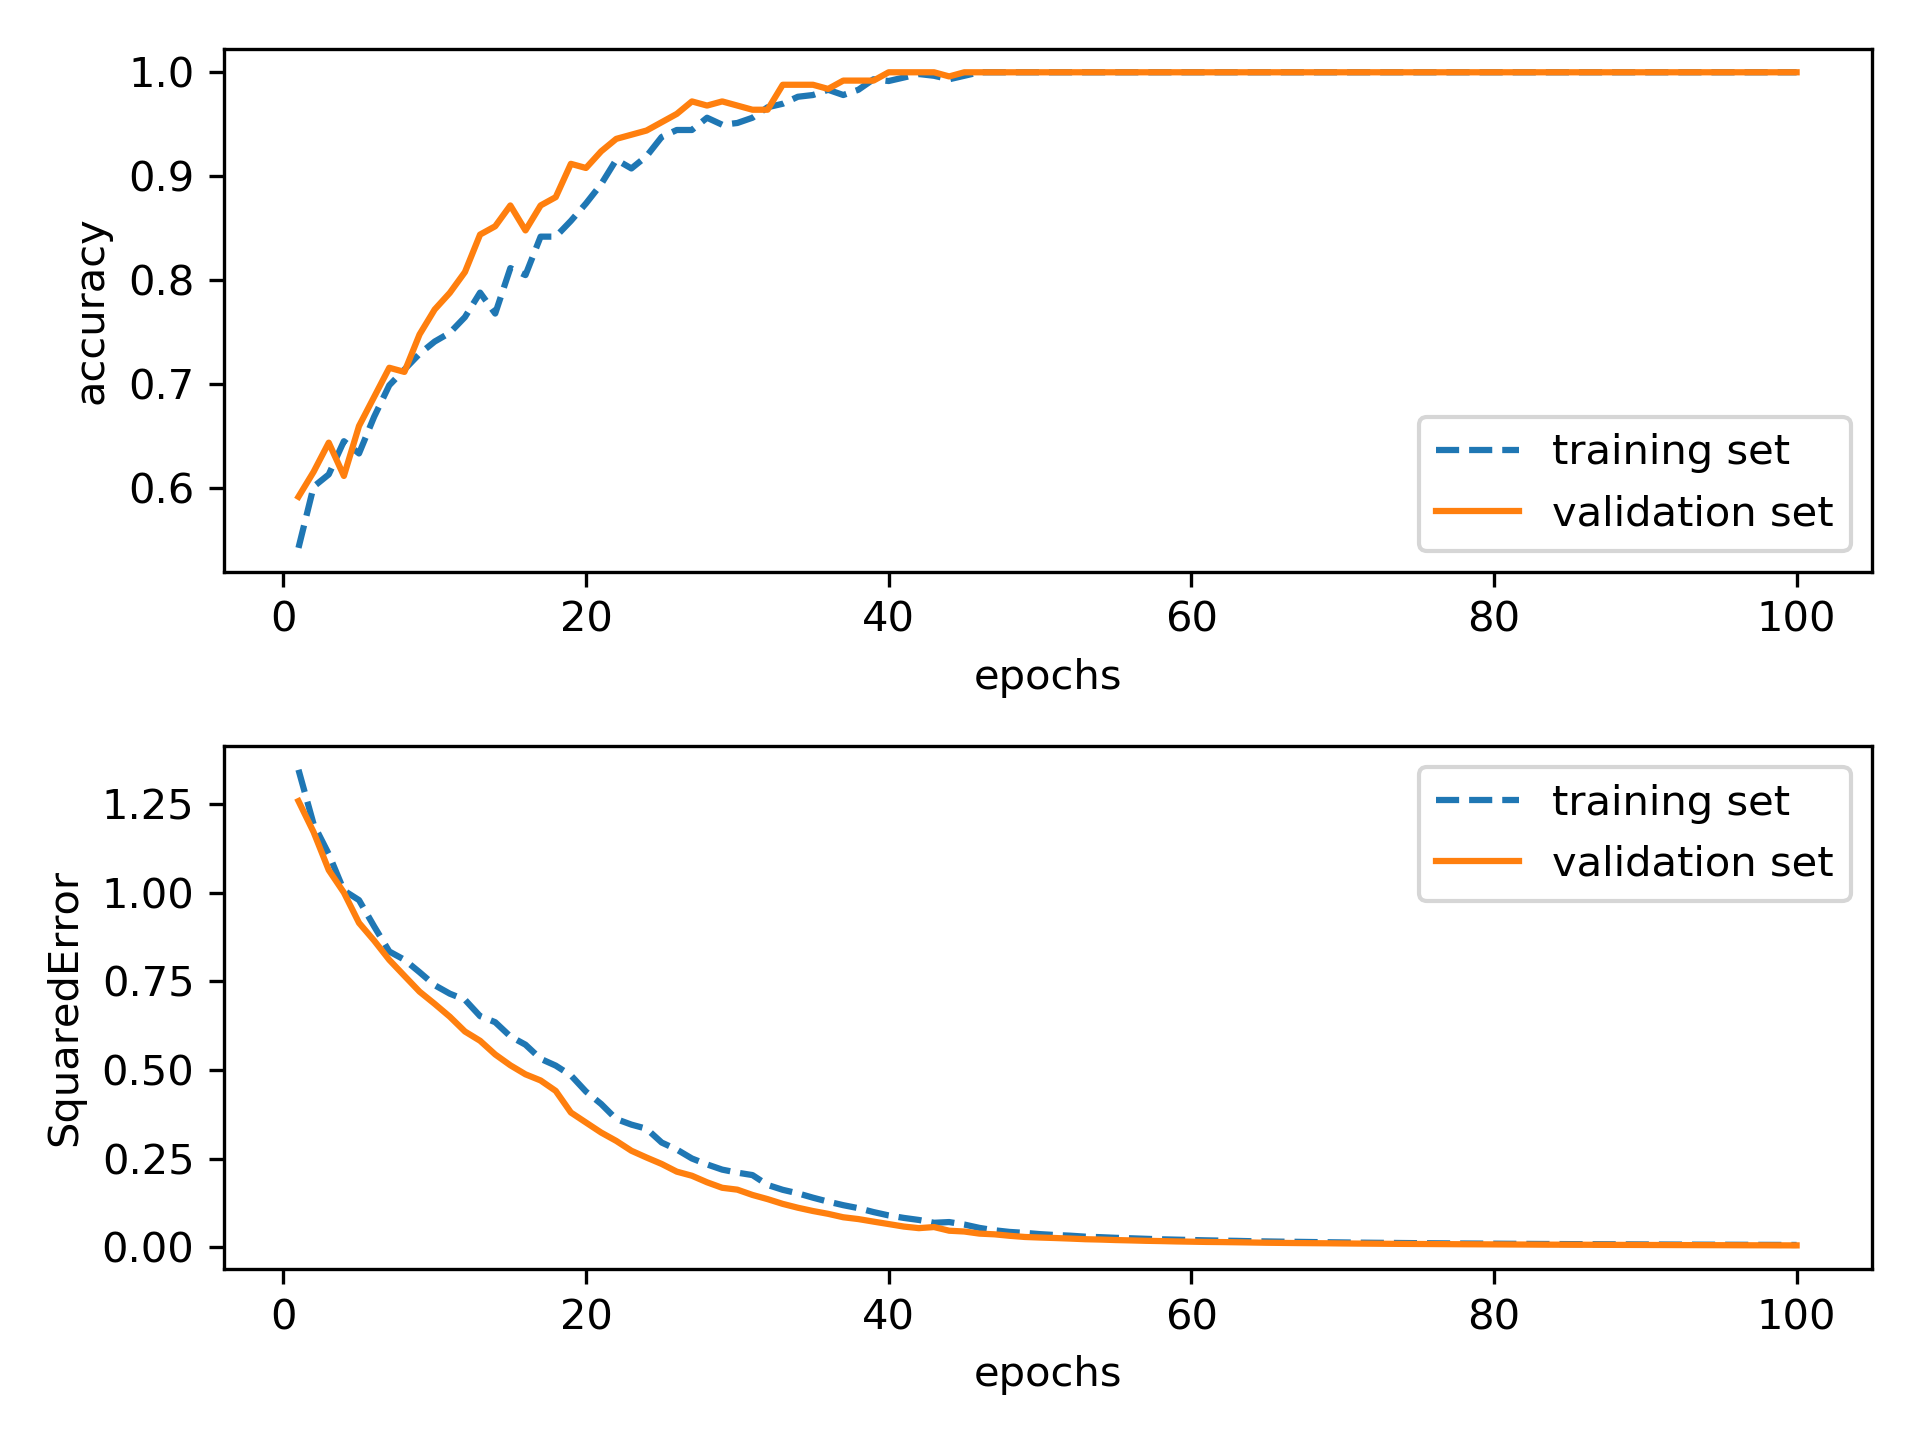 1.0
0.9
0.8
0.7
0.6
accuracy
training set
validation set
0 20 40 60 80 100
epochs
1.25
1.00
0.75
0.50
0.25
0.00
SquaredError
training set
validation set
0 20 40 60 80 100
epochs